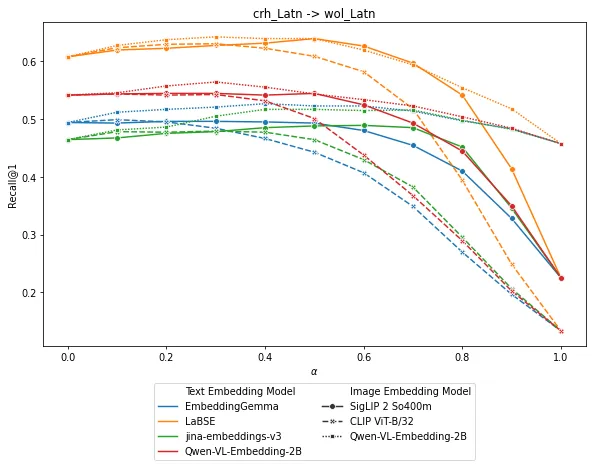 crh_Latn -> wol_Latn
Recall@1
0.6
0.5
0.4
0.3
0.2
0.0 0.2 0.4 0.6 0.8 1.0
α
Text Embedding Model Image Embedding Model
EmbeddingGemma SigLIP 2 So400m
LaBSE CLIP ViT-B/32
jina-embeddings-v3 Qwen-VL-Embedding-2B
Qwen-VL-Embedding-2B